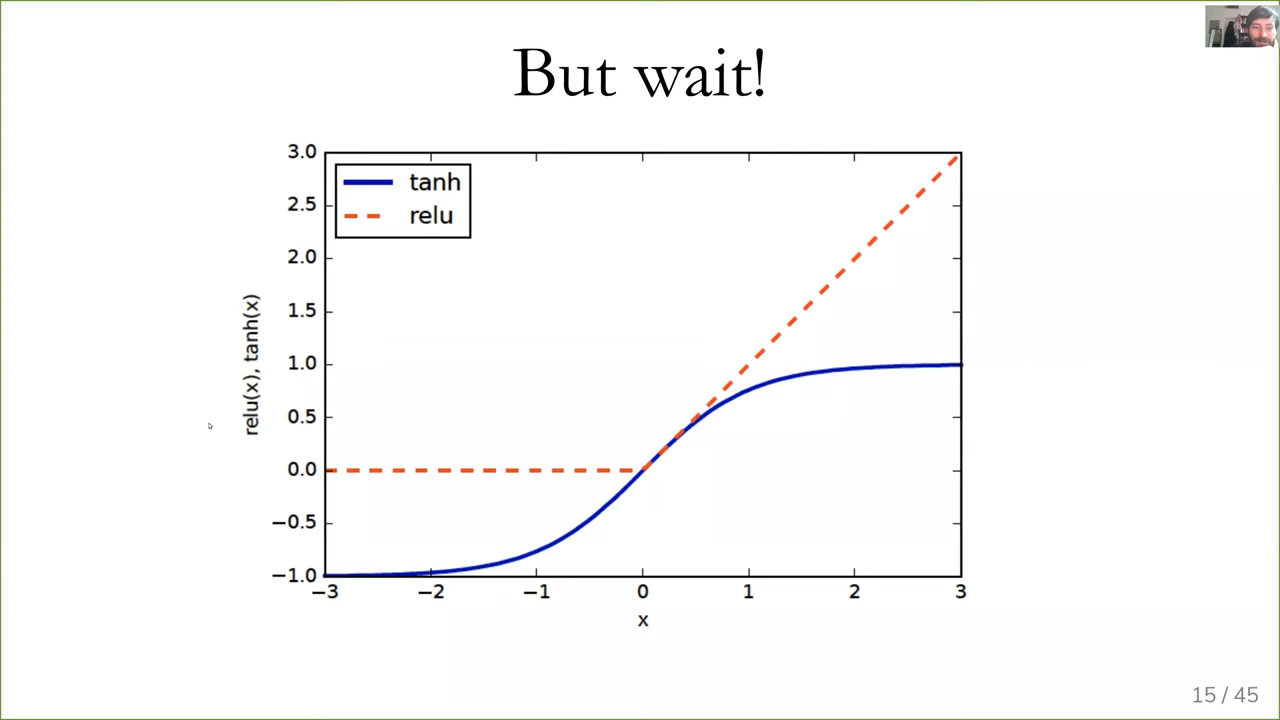 But wait!
tanh
relu
3.0
2.5
2.0
1.5
1.0
0.5
0.0
−0.5
−1.0
relu(x), tanh(x)
−3 −2 −1 0 1 2 3
x
15 / 45